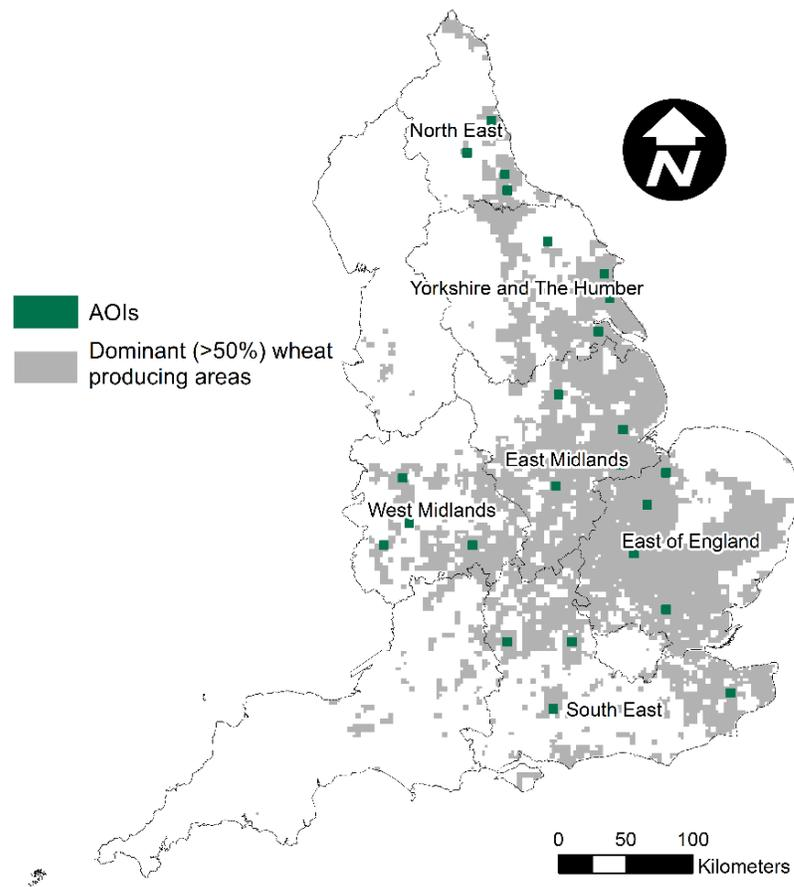 North East
N
Yorkshire and The Humber
AOIs
Dominant (>50%) wheat
producing areas
East Midlands
West Midlands
East of England
South East
0 50 100
Kilometers